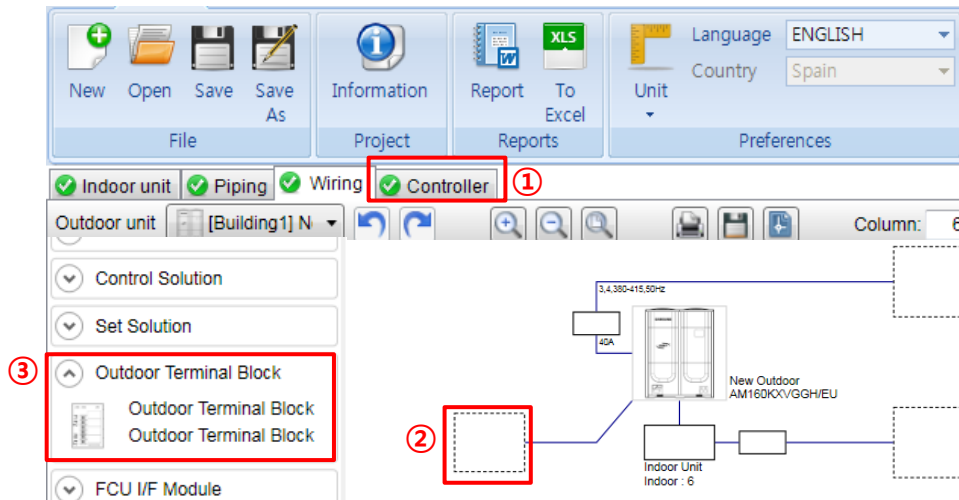 XLS
W
New Open Save Save As
Information
Report To Excel
Unit
Language ENGLISH
Country Spain
File Project Reports Preferences
Indoor unit Piping Wiring Controller ①
Outdoor unit [Building1] N Column: 6
Control Solution
Set Solution
③ Outdoor Terminal Block
Outdoor Terminal Block
Outdoor Terminal Block
FCU I/F Module
3,4,380-415,50Hz
40A
New Outdoor
AM160KXVGGH/EU
②
Indoor Unit
Indoor : 6